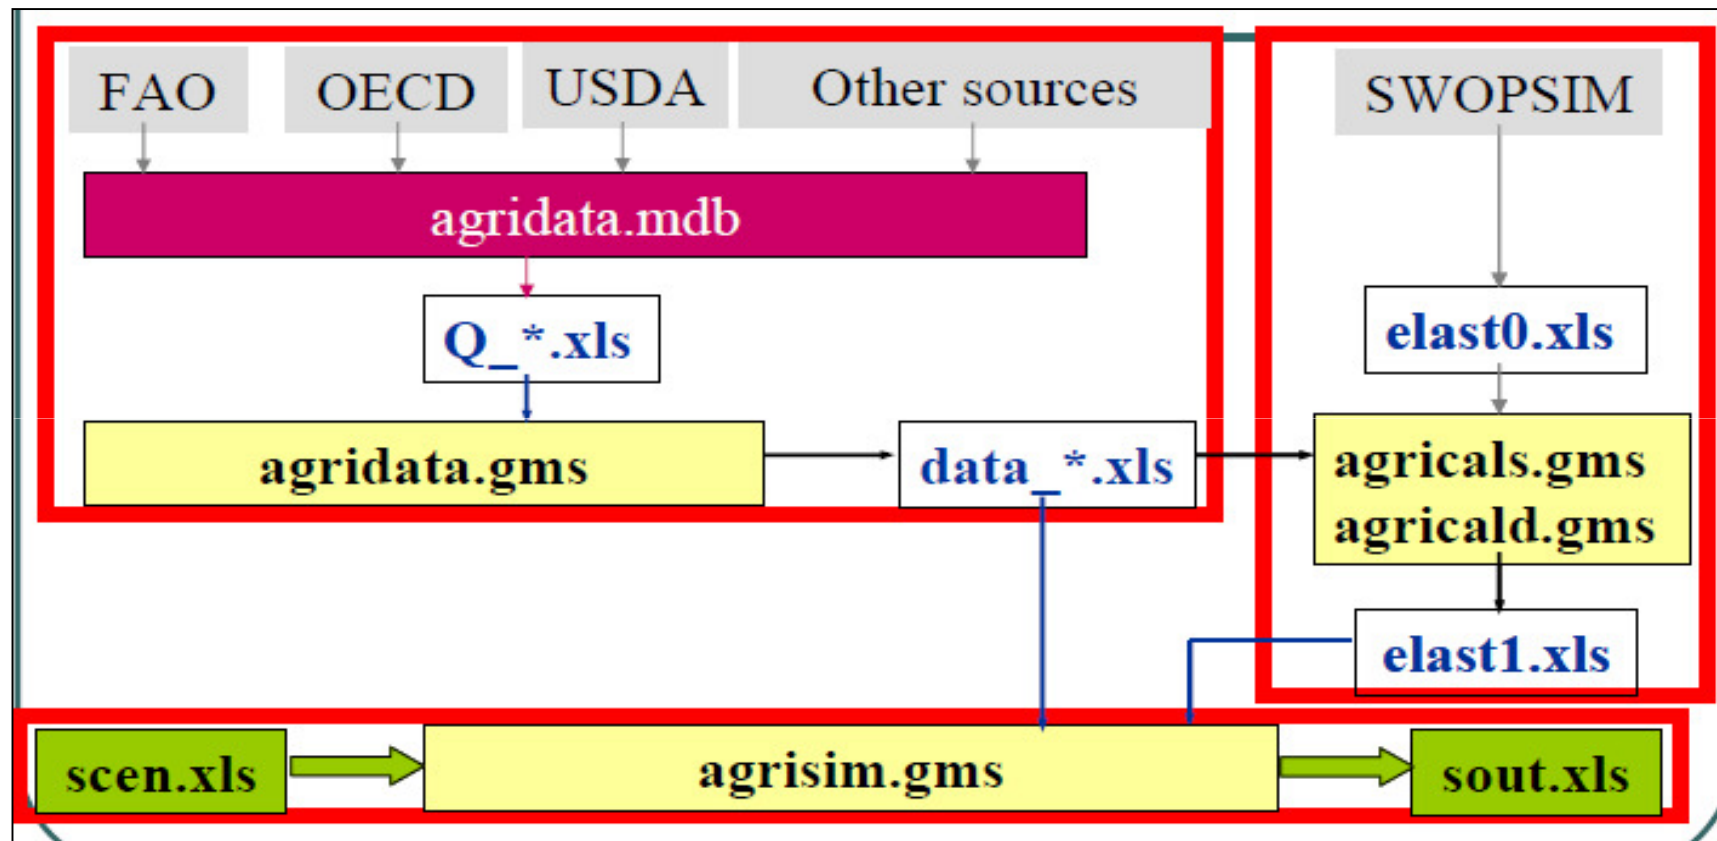 FAO
OECD
USDA
Other sources
SWOPSIM
agridata.mdb
Q_*.xls
elast0.xls
agridata.gms
data_*.xls
agricals.gms
agricald.gms
elast1.xls
scen.xls
agrisim.gms
sout.xls